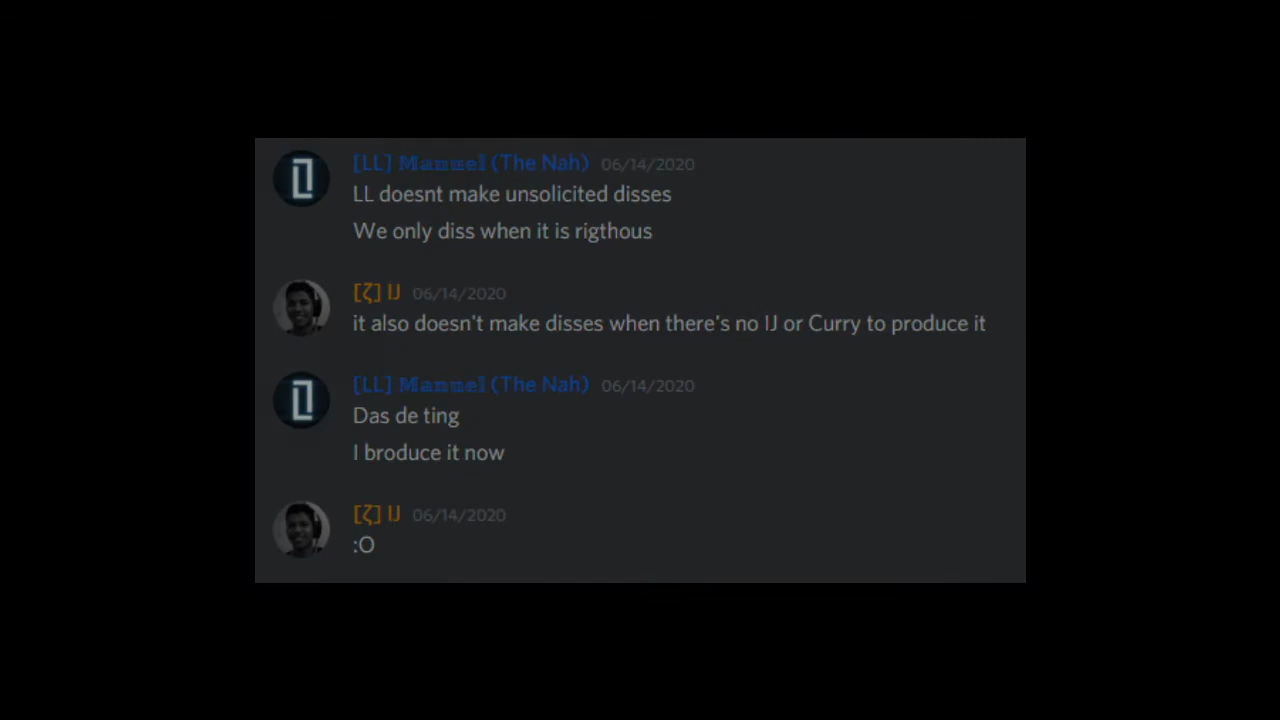 [LL] 𝕄𝕒𝕟𝕦𝕖𝕝 (The Nah) 06/14/2020
LL doesnt make unsolicited disses
We only diss when it is rigthous
[ζ] IJ 06/14/2020
it also doesn't make disses when there's no IJ or Curry to produce it
[LL] 𝕄𝕒𝕟𝕦𝕖𝕝 (The Nah) 06/14/2020
Das de ting
I broduce it now
[ζ] IJ 06/14/2020
:O